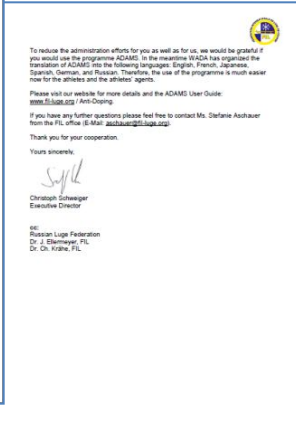 To reduce the administration efforts for you as well as for us, we would be grateful if
you would use the programme ADAMS. In the meantime WADA has organized the
translation of ADAMS into the following languages: English, French, Japanese,
Spanish, German, and Russian. Therefore, the use of the programme is much easier
now for the athletes and the athletes' agents.
Please visit our website for more details and the ADAMS User Guide:
www.fil-luge.org / Anti-Doping.
If you have any further questions please feel free to contact Ms. Stefanie Aschauer
from the FIL office (E-Mail: aschauer@fil-luge.org).
Thank you for your cooperation.
Yours sincerely,
Christoph Schweiger
Executive Director
cc:
Russian Luge Federation
Dr. J. Ellermeyer, FIL
Dr. Ch. Krähe, FIL